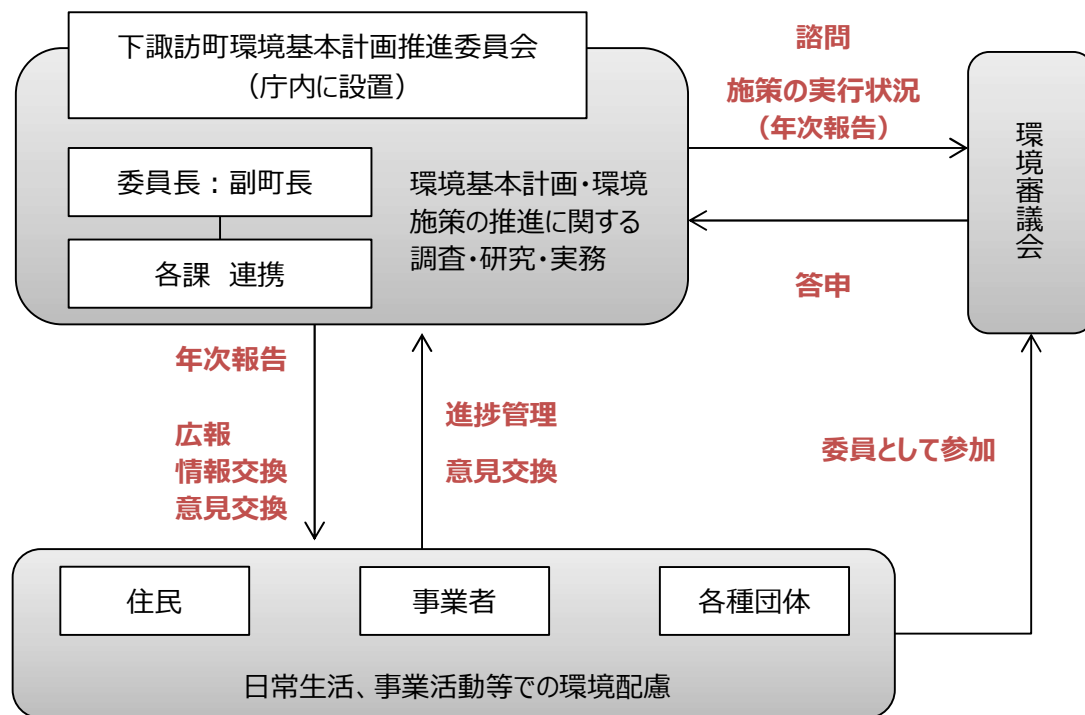 下諏訪町環境基本計画推進委員会
（庁内に設置）
委員長：副町長
各課　連携
環境基本計画・環境
施策の推進に関する
調査・研究・実務
諮問
施策の実行状況
（年次報告）
答申
環境審議会
年次報告
広報
情報交換
意見交換
進捗管理
意見交換
委員として参加
住民
事業者
各種団体
日常生活、事業活動等での環境配慮